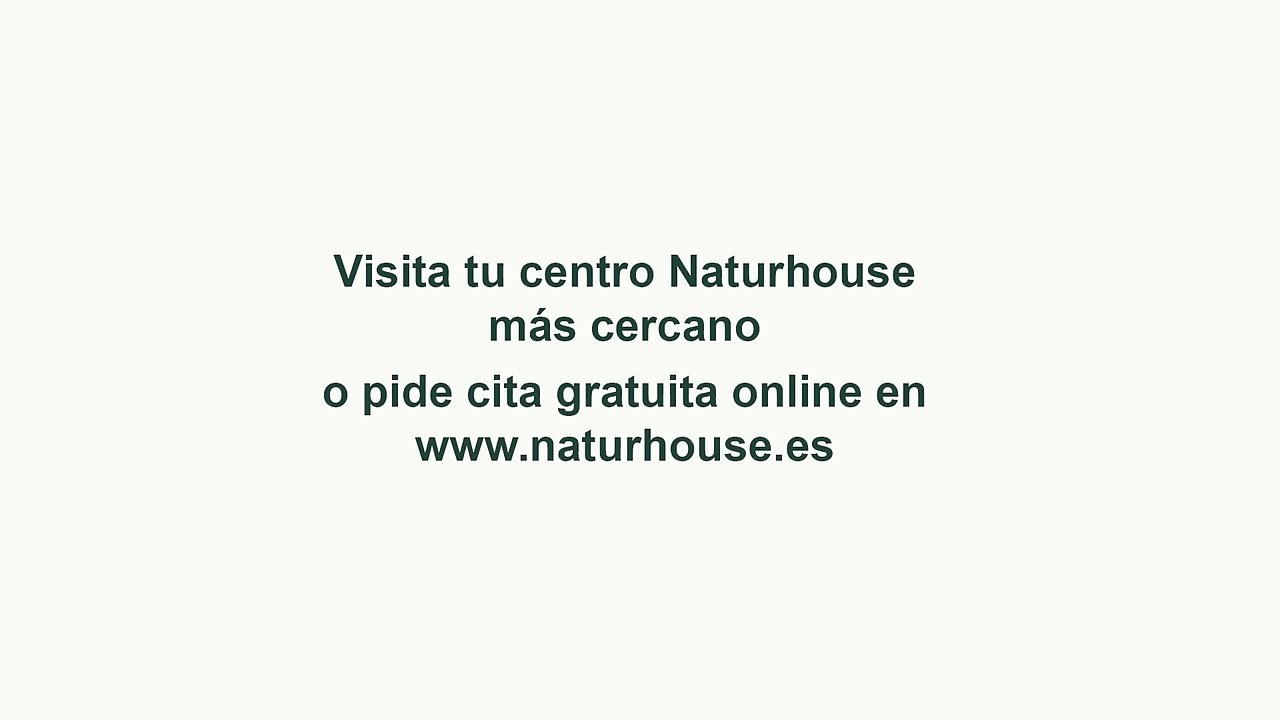 Visita tu centro Naturhouse
más cercano
o pide cita gratuita online en
www.naturhouse.es